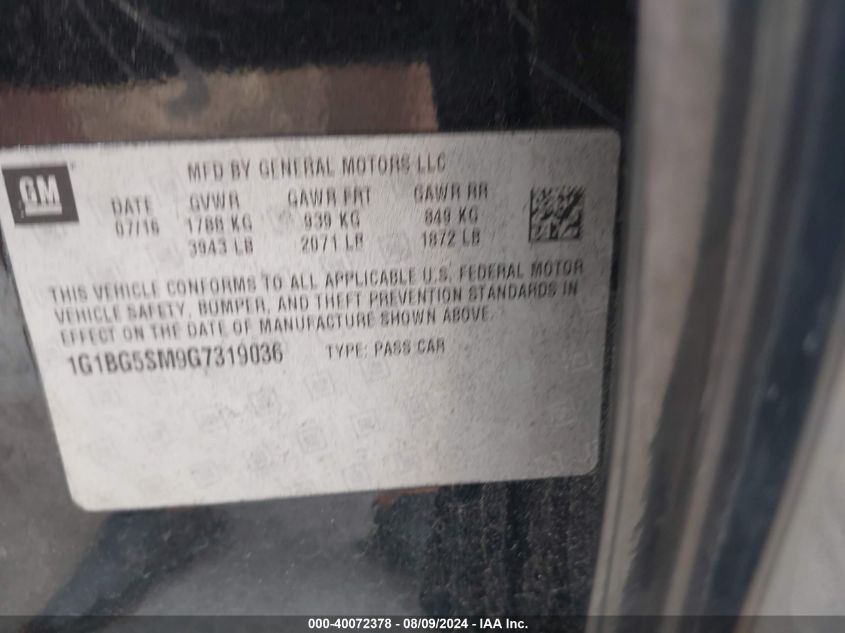 MFD BY GENERAL MOTORS LLC
GM
DATE GVWR GAWR FRT GAWR RR
07/16 1788 KG 939 KG 849 KG
3943 LB 2071 LB 1872 LB
THIS VEHICLE CONFORMS TO ALL APPLICABLE U.S. FEDERAL MOTOR
VEHICLE SAFETY, BUMPER, AND THEFT PREVENTION STANDARDS IN
EFFECT ON THE DATE OF MANUFACTURE SHOWN ABOVE.
1G1BG5SM9G7319036 TYPE: PASS CAR
000-40072378 - 08/09/2024 - IAA Inc.